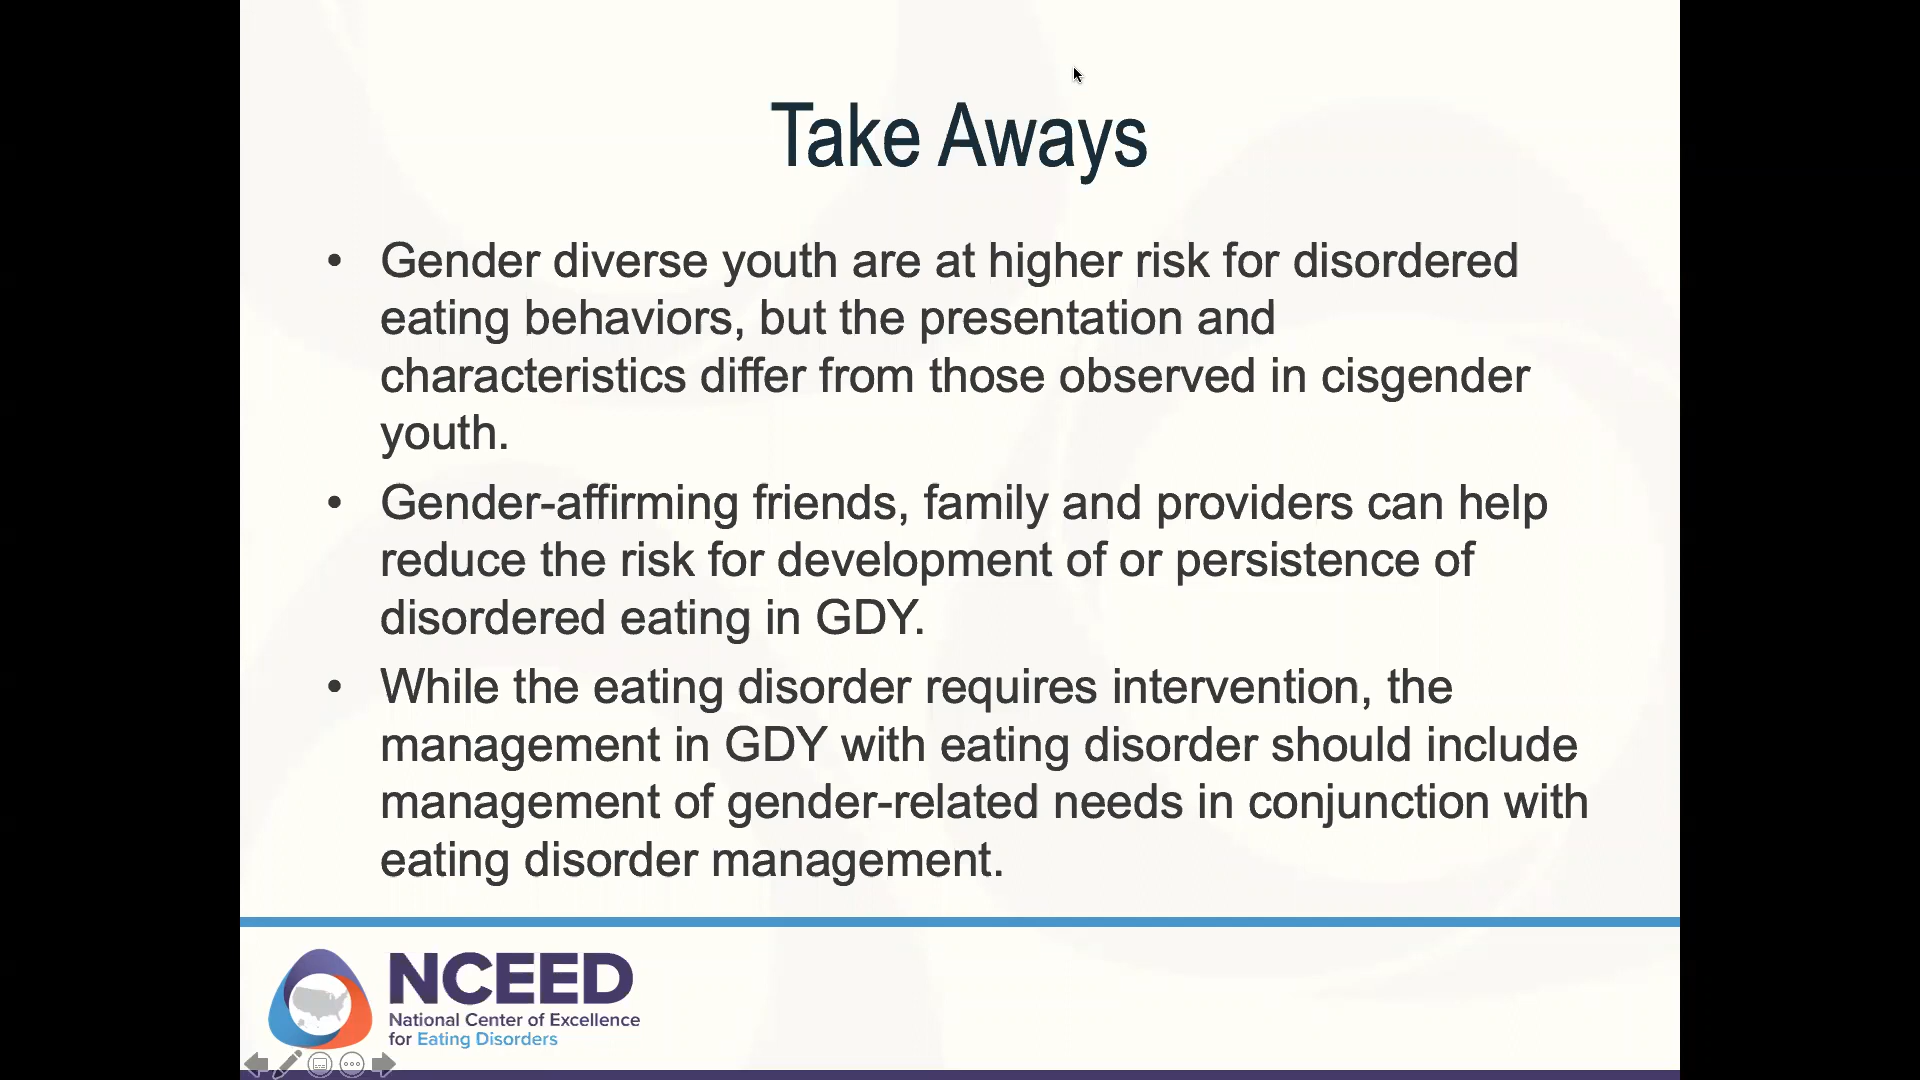 Take Aways
• Gender diverse youth are at higher risk for disordered
eating behaviors, but the presentation and
characteristics differ from those observed in cisgender
youth.
• Gender-affirming friends, family and providers can help
reduce the risk for development of or persistence of
disordered eating in GDY.
• While the eating disorder requires intervention, the
management in GDY with eating disorder should include
management of gender-related needs in conjunction with
eating disorder management.
NCEED
National Center of Excellence
for Eating Disorders